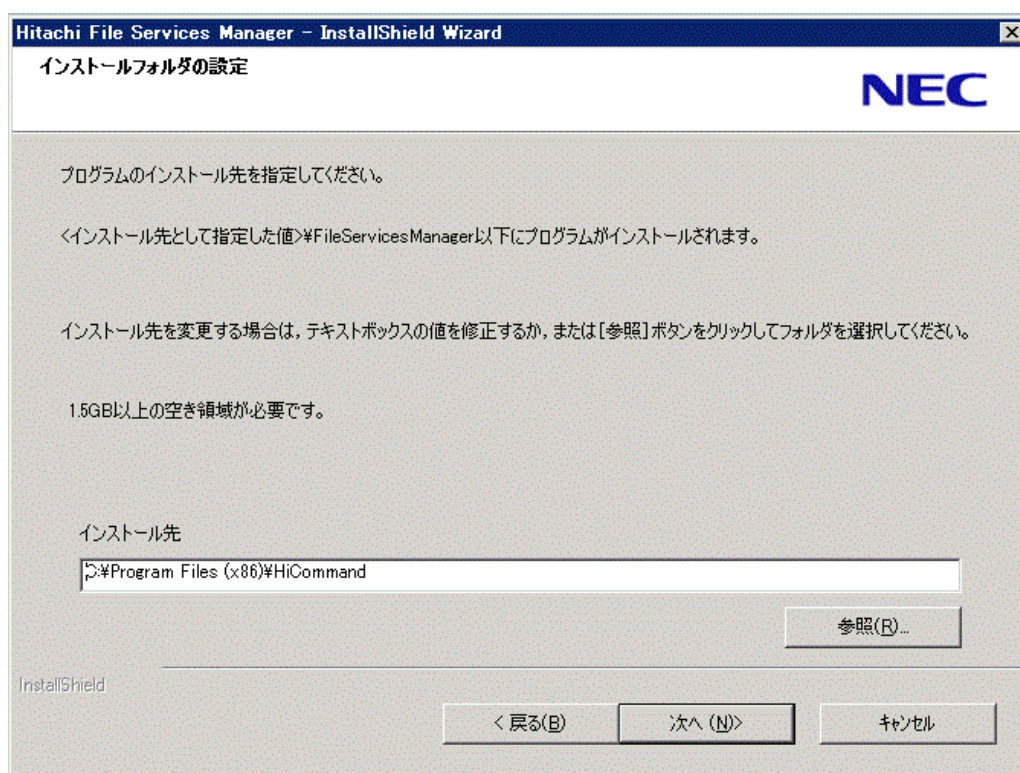 Hitachi File Services Manager - InstallShield Wizard
インストールフォルダの設定
NEC
プログラムのインストール先を指定してください。
<インストール先として指定した値>¥FileServicesManager以下にプログラムがインストールされます。
インストール先を変更する場合は，テキストボックスの値を修正するか，または[参照]ボタンをクリックしてフォルダを選択してください。
1.5GB以上の空き領域が必要です。
インストール先
C:¥Program Files (x86)¥HiCommand
参照(R)...
InstallShield
< 戻る(B)
次へ (N)>
キャンセル